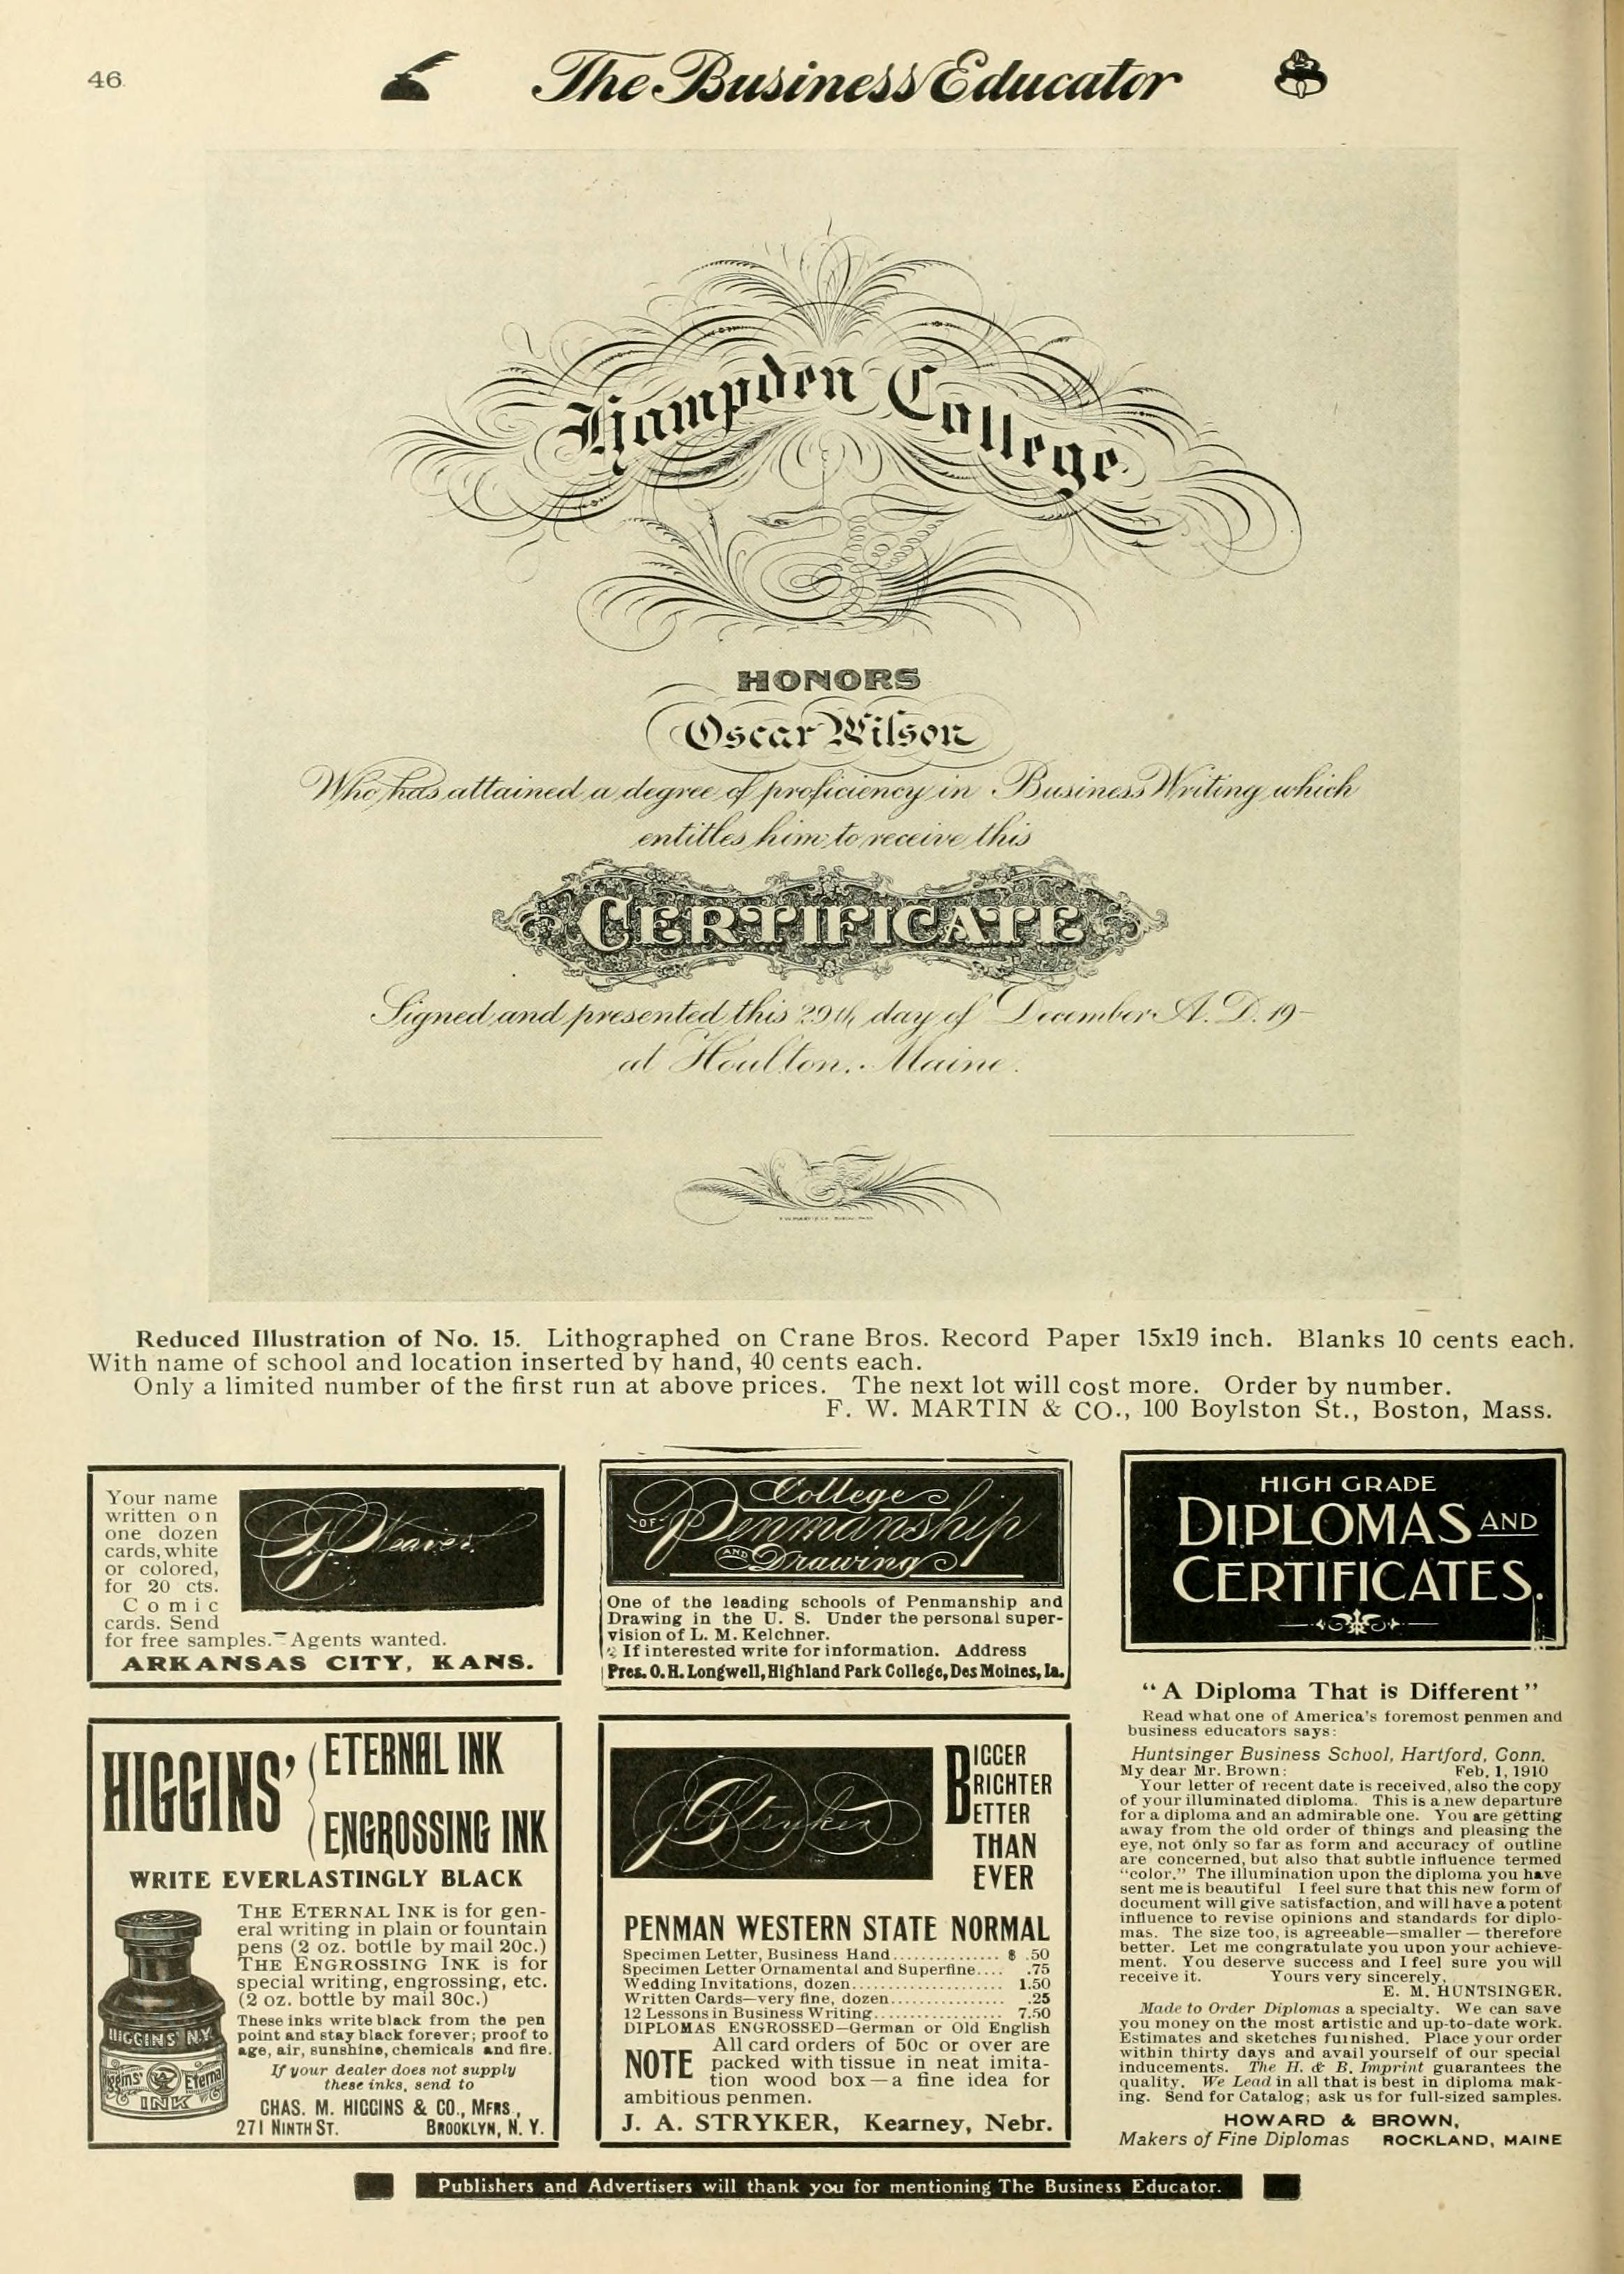 46
The Business Educator
Hampden College
HONORS
Oscar Wilson
Who has attained a degree of proficiency in Business Writing which
entitles him to receive this
CERTIFICATE
Signed and presented this 29th day of December A. D. 19-
at Houlton, Maine.
Reduced Illustration of No. 15. Lithographed on Crane Bros. Record Paper 15x19 inch. Blanks 10 cents each.
With name of school and location inserted by hand, 40 cents each.
Only a limited number of the first run at above prices. The next lot will cost more. Order by number.
F. W. MARTIN & CO., 100 Boylston St., Boston, Mass.
Your name
written on
one dozen
cards, white
or colored,
for 20 cts.
Comic
cards. Send
for free samples. Agents wanted.
ARKANSAS CITY, KANS.
Weaver
College
OF Penmanship
AND Drawing
One of the leading schools of Penmanship and
Drawing in the U. S. Under the personal super-
vision of L. M. Kelchner.
If interested write for information. Address
Pres. O. H. Longwell, Highland Park College, Des Moines, Ia.
HIGGINS'
ETERNAL INK
ENGROSSING INK
WRITE EVERLASTINGLY BLACK
THE ETERNAL INK is for gen-
eral writing in plain or fountain
pens (2 oz. bottle by mail 20c.)
THE ENGROSSING INK is for
special writing, engrossing, etc.
(2 oz. bottle by mail 30c.)
These inks write black from the pen
point and stay black forever; proof to
age, air, sunshine, chemicals and fire.
If your dealer does not supply
these inks, send to
CHAS. M. HIGGINS & CO., MFRS.,
271 NINTH ST. BROOKLYN, N. Y.
HIGGINS' N.Y.
Higgins' Eternal
INK
J. A. Stryker
BIGGER
BRIGHTER
BETTER
THAN
EVER
PENMAN WESTERN STATE NORMAL
Specimen Letter, Business Hand............... $ .50
Specimen Letter Ornamental and Superfine.... .75
Wedding Invitations, dozen..................... 1.50
Written Cards—very fine, dozen................ .25
12 Lessons in Business Writing.................. 7.50
DIPLOMAS ENGROSSED—German or Old English
NOTE All card orders of 50c or over are
packed with tissue in neat imita-
tion wood box—a fine idea for
ambitious penmen.
J. A. STRYKER, Kearney, Nebr.
HIGH GRADE
DIPLOMAS AND
CERTIFICATES.
"A Diploma That is Different"
Read what one of America's foremost penmen and
business educators says:
Huntsinger Business School, Hartford, Conn.
My dear Mr. Brown: Feb. 1, 1910
Your letter of recent date is received, also the copy
of your illuminated diploma. This is a new departure
for a diploma and an admirable one. You are getting
away from the old order of things and pleasing the
eye, not only so far as form and accuracy of outline
are concerned, but also that subtle influence termed
"color." The illumination upon the diploma you have
sent me is beautiful I feel sure that this new form of
document will give satisfaction, and will have a potent
influence to revise opinions and standards for diplo-
mas. The size too, is agreeable—smaller—therefore
better. Let me congratulate you upon your achieve-
ment. You deserve success and I feel sure you will
receive it. Yours very sincerely,
E. M. HUNTSINGER.
Made to Order Diplomas a specialty. We can save
you money on the most artistic and up-to-date work.
Estimates and sketches furnished. Place your order
within thirty days and avail yourself of our special
inducements. The H. & B. Imprint guarantees the
quality. We Lead in all that is best in diploma mak-
ing. Send for Catalog; ask us for full-sized samples.
HOWARD & BROWN,
Makers of Fine Diplomas ROCKLAND, MAINE
Publishers and Advertisers will thank you for mentioning The Business Educator.